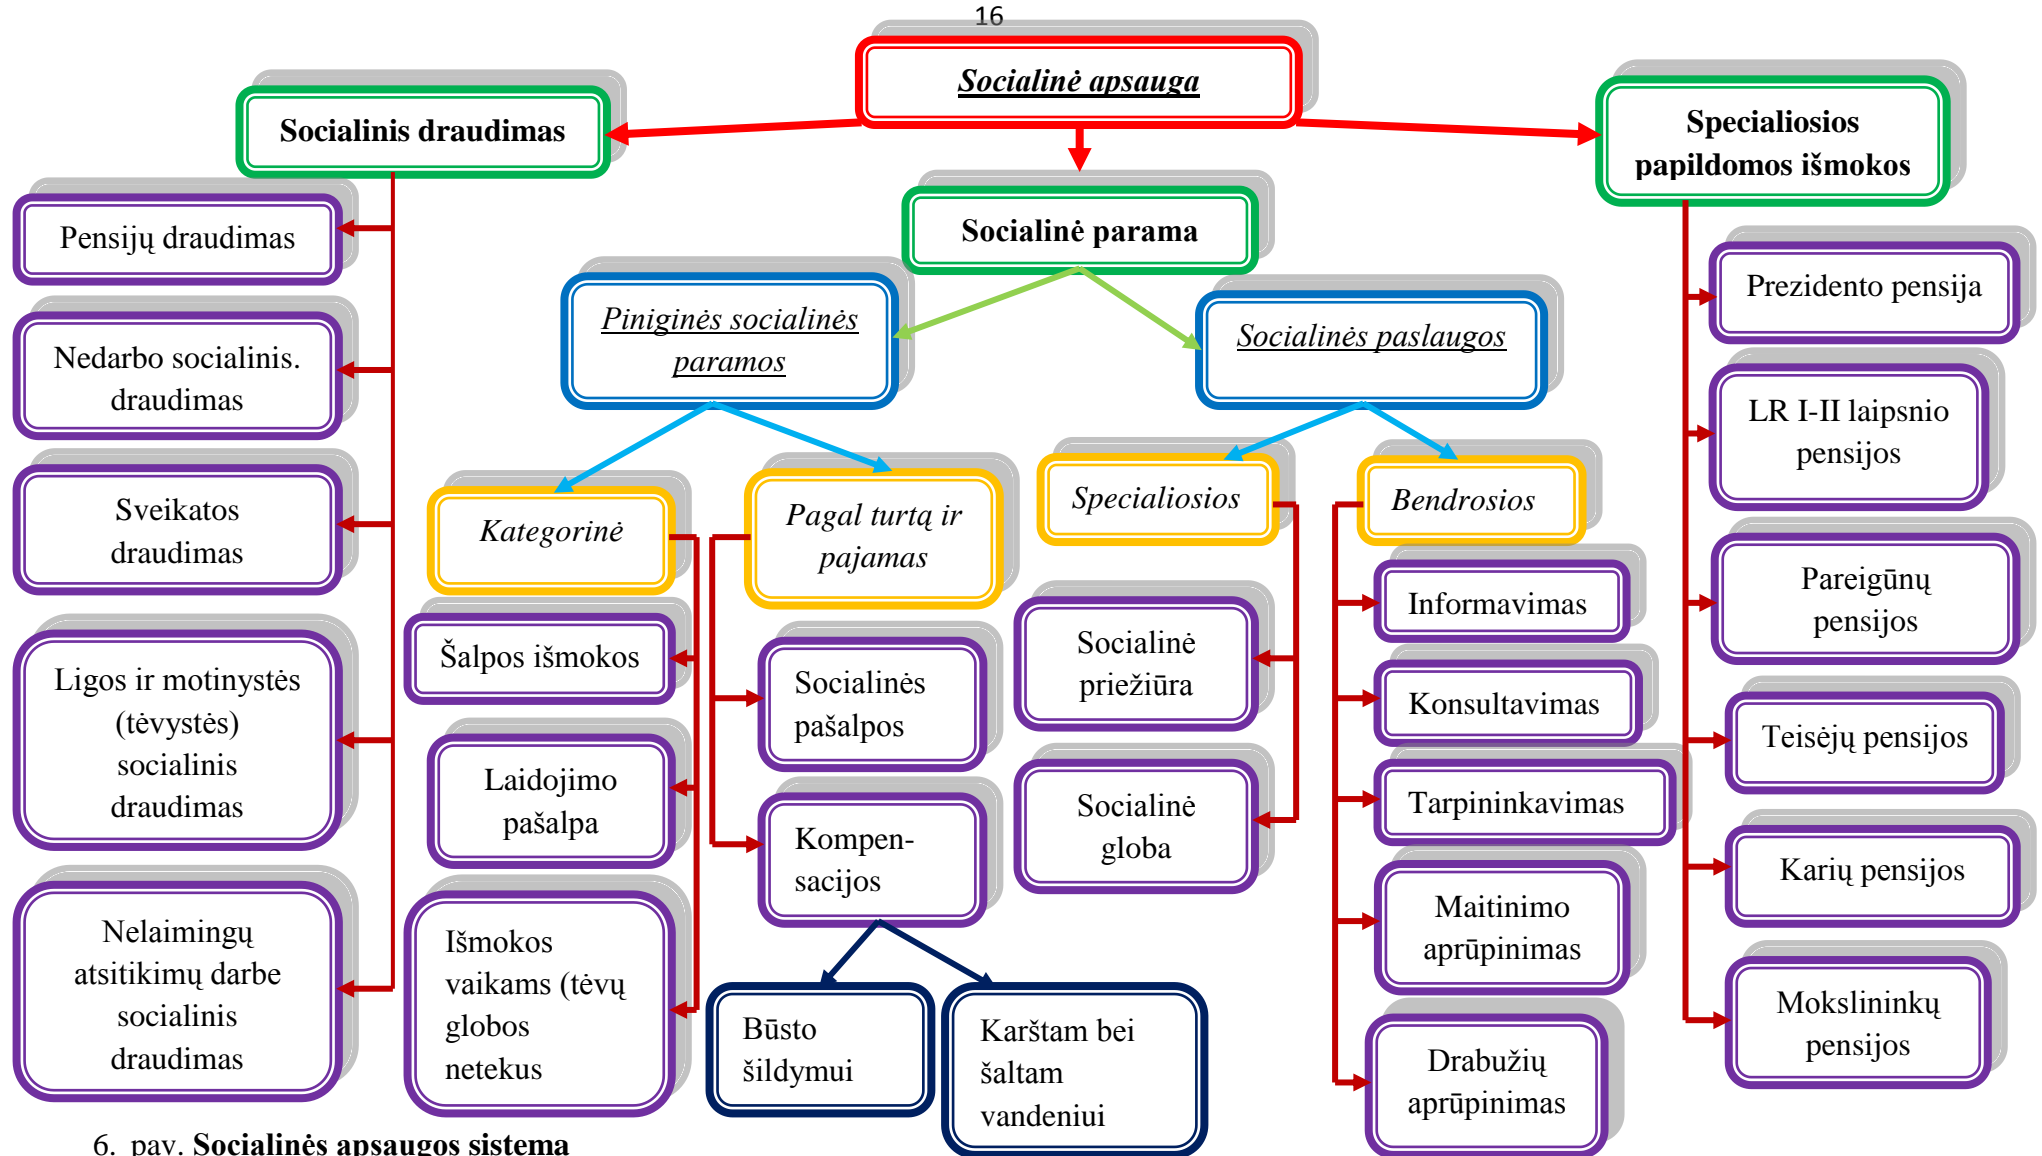 16
Socialinė apsauga
Socialinis draudimas
Pensijų draudimas
Nedarbo socialinis.
draudimas
Sveikatos
draudimas
Ligos ir motinystės
(tėvystės)
socialinis
draudimas
Nelaimingų
atsitikimų darbe
socialinis
draudimas
Socialinė parama
Piniginės socialinės
paramos
Kategorinė
Šalpos išmokos
Laidojimo
pašalpa
Išmokos
vaikams (tėvų
globos
netekus
Pagal turtą ir
pajamas
Socialinės
pašalpos
Kompen-
sacijos
Būsto
šildymui
Karštam bei
šaltam
vandeniui
Socialinės paslaugos
Specialiosios
Socialinė
priežiūra
Socialinė
globa
Bendrosios
Informavimas
Konsultavimas
Tarpininkavimas
Maitinimo
aprūpinimas
Drabužių
aprūpinimas
Specialiosios
papildomos išmokos
Prezidento pensija
LR I-II laipsnio
pensijos
Pareigūnų
pensijos
Teisėjų pensijos
Karių pensijos
Mokslininkų
pensijos
6. pav. Socialinės apsaugos sistema